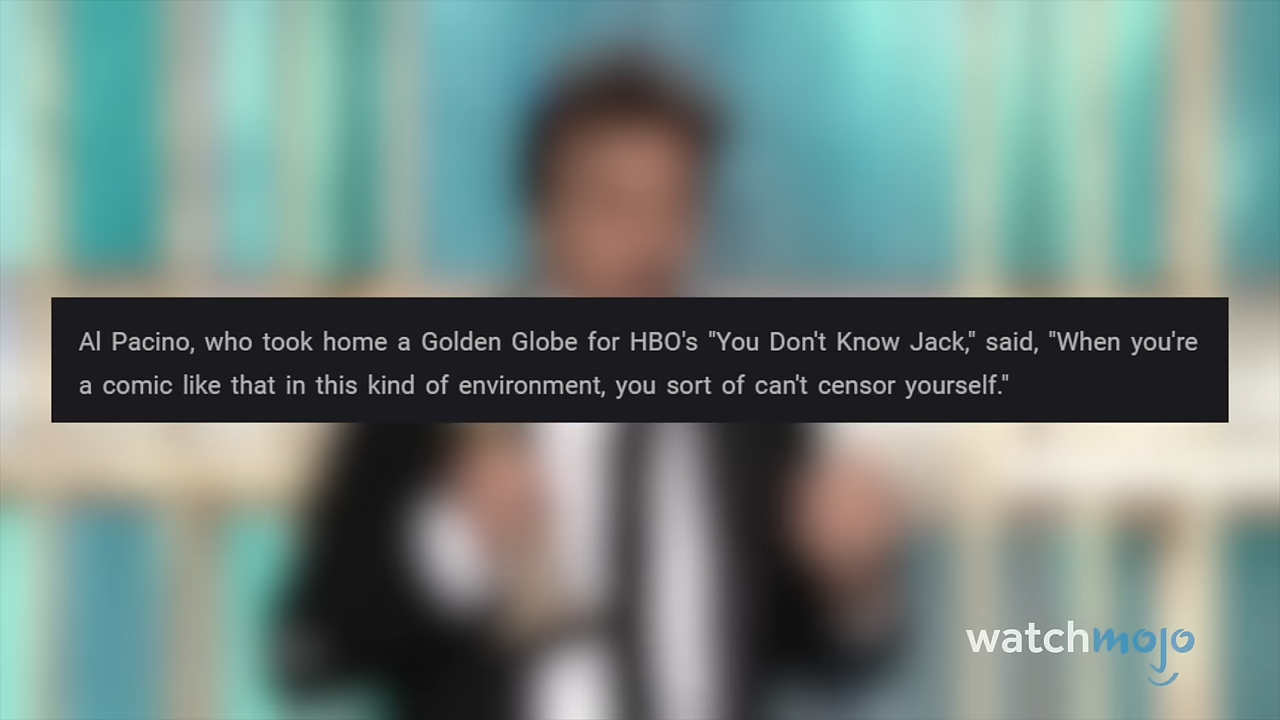 Al Pacino, who took home a Golden Globe for HBO's "You Don't Know Jack," said, "When you're
a comic like that in this kind of environment, you sort of can't censor yourself."
watchmojo